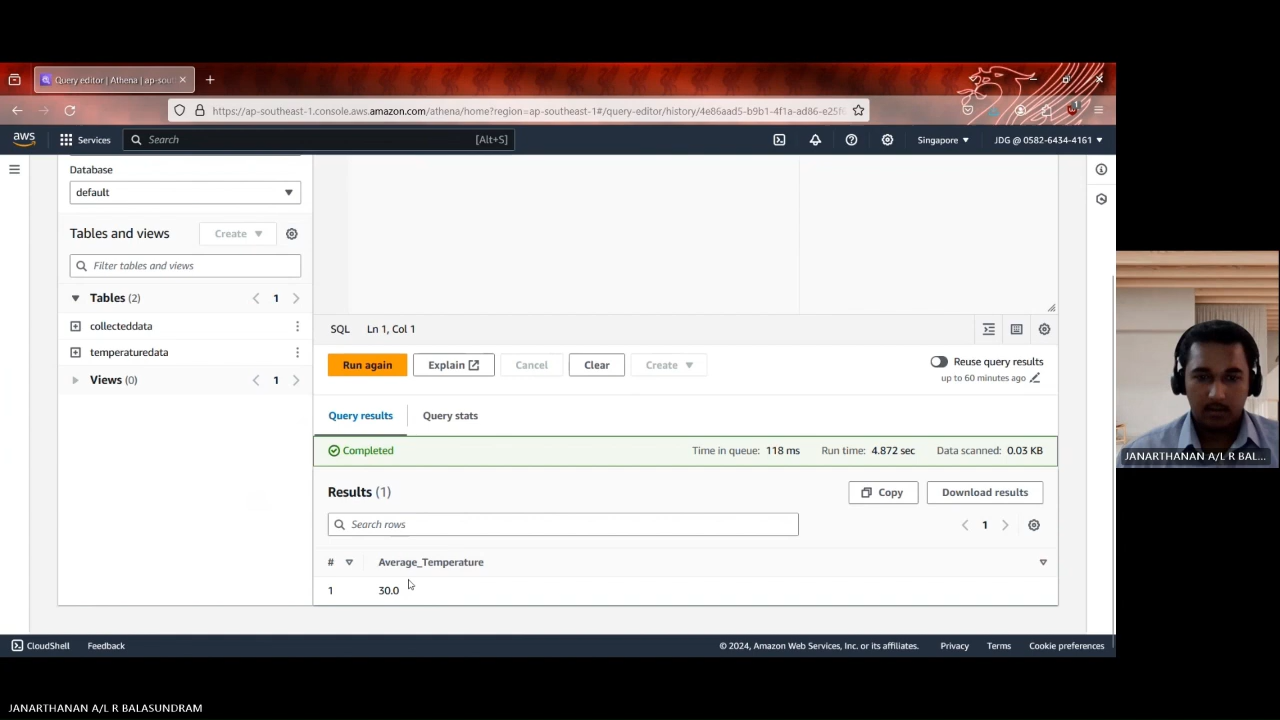 Query editor | Athena | ap-sout
https://ap-southeast-1.console.aws.amazon.com/athena/home?region=ap-southeast-1#/query-editor/history/4e86aad5-b9b1-4f1a-ad86-e25f
aws
Services
Search
[Alt+S]
Singapore
JDG @ 0582-6434-4161
Database
default
Tables and views
Create
Filter tables and views
Tables (2)
1
collecteddata
temperaturedata
Views (0)
1
SQL
Ln 1, Col 1
Run again
Explain
Cancel
Clear
Create
Reuse query results
up to 60 minutes ago
Query results
Query stats
Completed
Time in queue: 118 ms
Run time: 4.872 sec
Data scanned: 0.03 KB
Results (1)
Copy
Download results
Search rows
1
#
Average_Temperature
1
30.0
CloudShell
Feedback
© 2024, Amazon Web Services, Inc. or its affiliates.
Privacy
Terms
Cookie preferences
JANARTHANAN A/L R BAL...
JANARTHANAN A/L R BALASUNDRAM